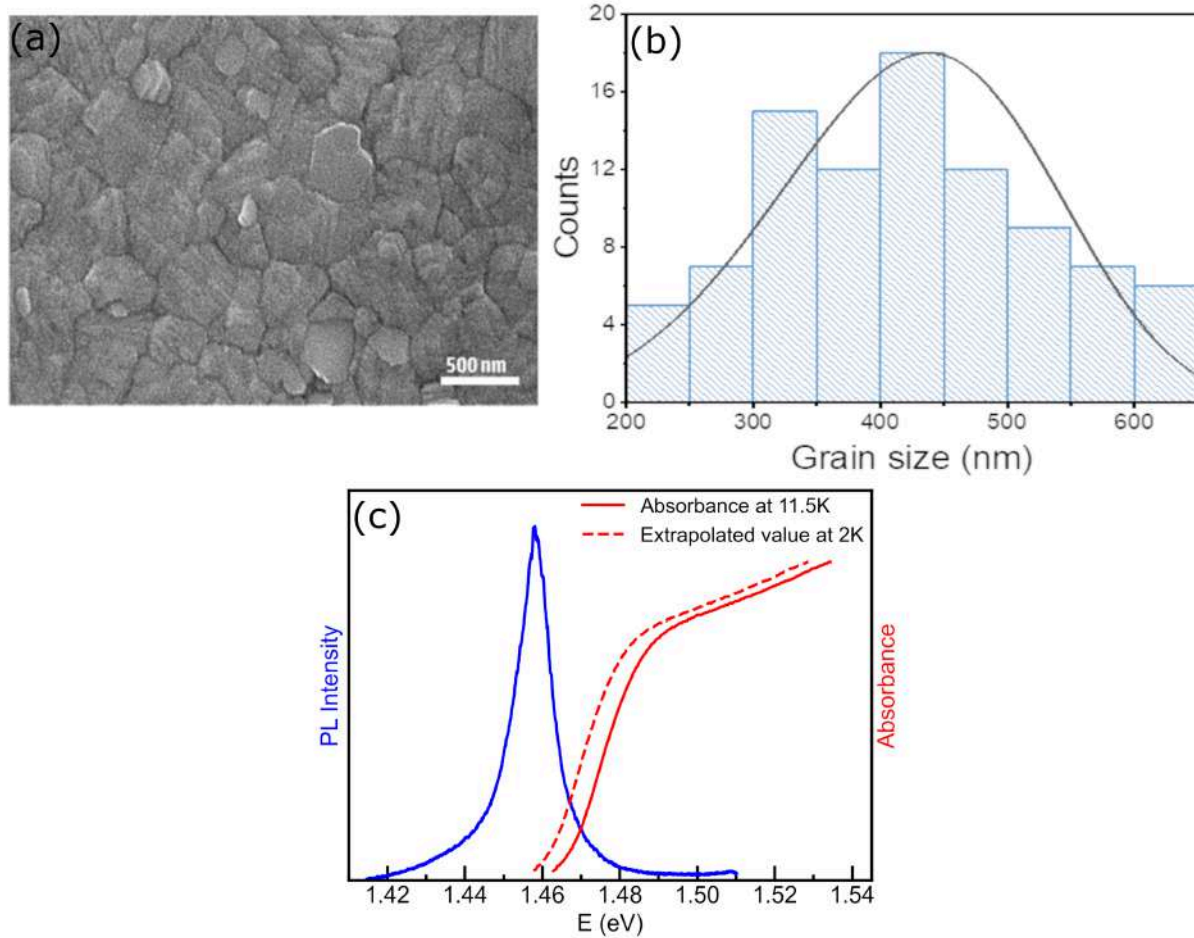 (a)
500 nm
(b)
20
16
12
8
4
0
Counts
200
300
400
500
600
Grain size (nm)
(c)
Absorbance at 11.5K
Extrapolated value at 2K
PL Intensity
Absorbance
1.42
1.44
1.46
1.48
1.50
1.52
1.54
E (eV)